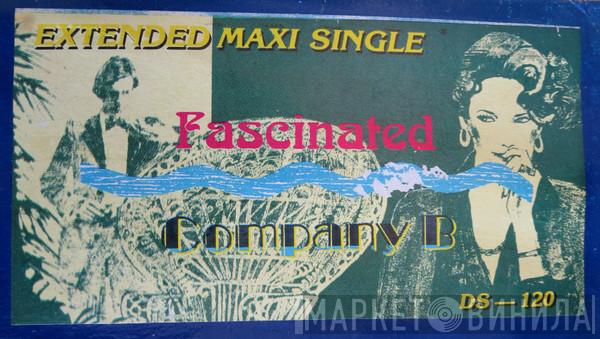 EXTENDED MAXI SINGLE
Fascinated
Company B
DS — 120
МАРКЕТ ВИНИЛА